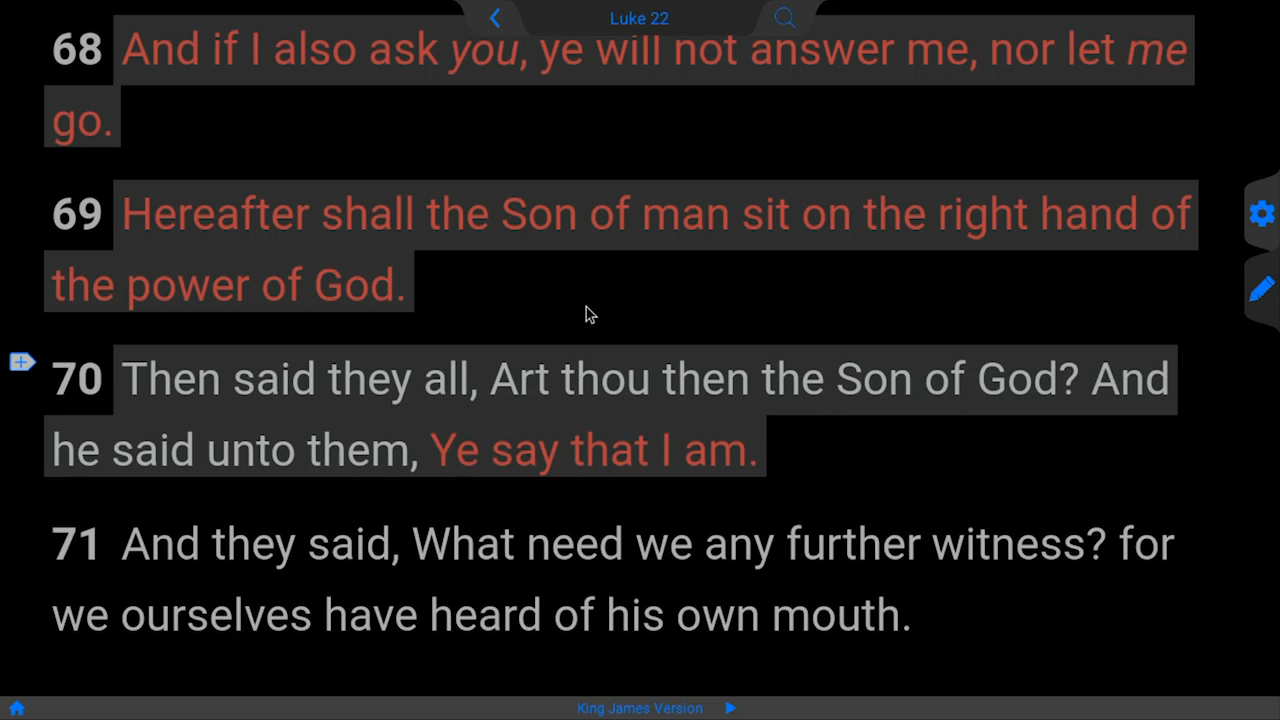 Luke 22
68 And if I also ask you, ye will not answer me, nor let me
go.
69 Hereafter shall the Son of man sit on the right hand of
the power of God.
70 Then said they all, Art thou then the Son of God? And
he said unto them, Ye say that I am.
71 And they said, What need we any further witness? for
we ourselves have heard of his own mouth.
King James Version